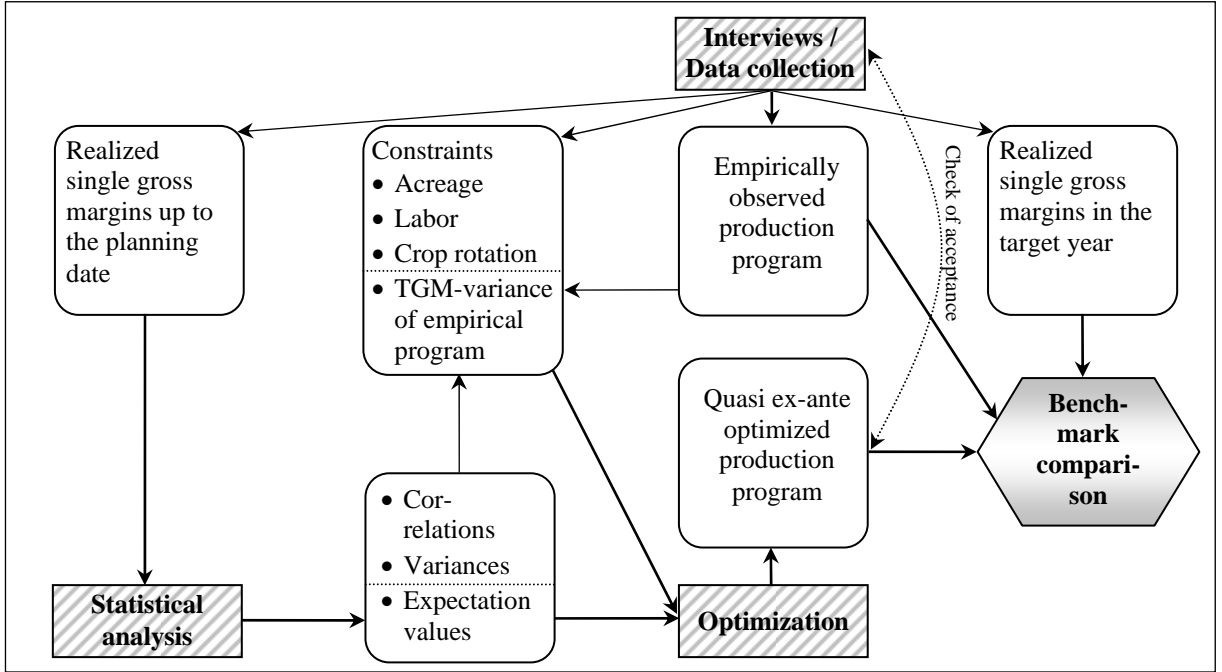 Interviews /
Data collection
Realized
single gross
margins up to
the planning
date
Constraints
• Acreage
• Labor
• Crop rotation
• TGM-variance
of empirical
program
Empirically
observed
production
program
Check of acceptance
Realized
single gross
margins in the
target year
Quasi ex-ante
optimized
production
program
Bench-
mark
compari-
son
• Cor-
relations
• Variances
• Expectation
values
Statistical
analysis
Optimization